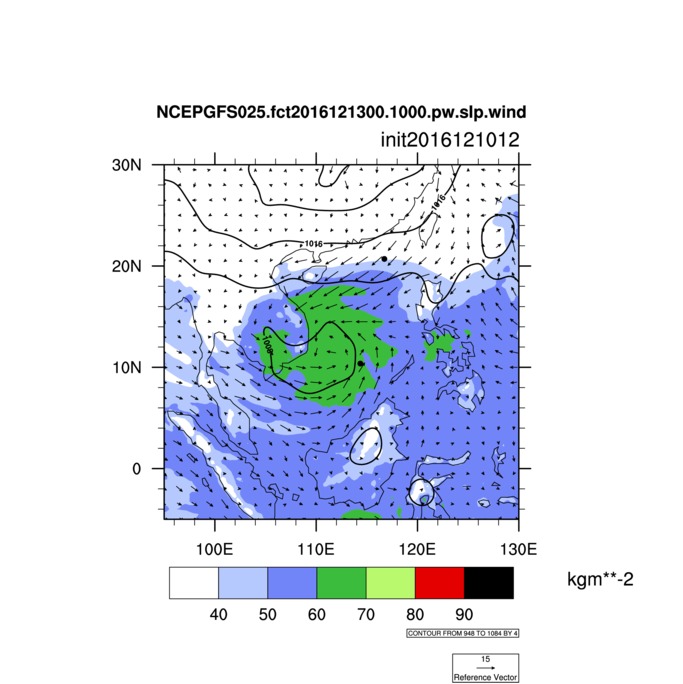 NCEPGFS025.fct2016121300.1000.pw.slp.wind
init2016121012
30N
20N
10N
0
1016
1016
1008
100E 110E 120E 130E
kgm**-2
40 50 60 70 80 90
CONTOUR FROM 948 TO 1084 BY 4
15
Reference Vector